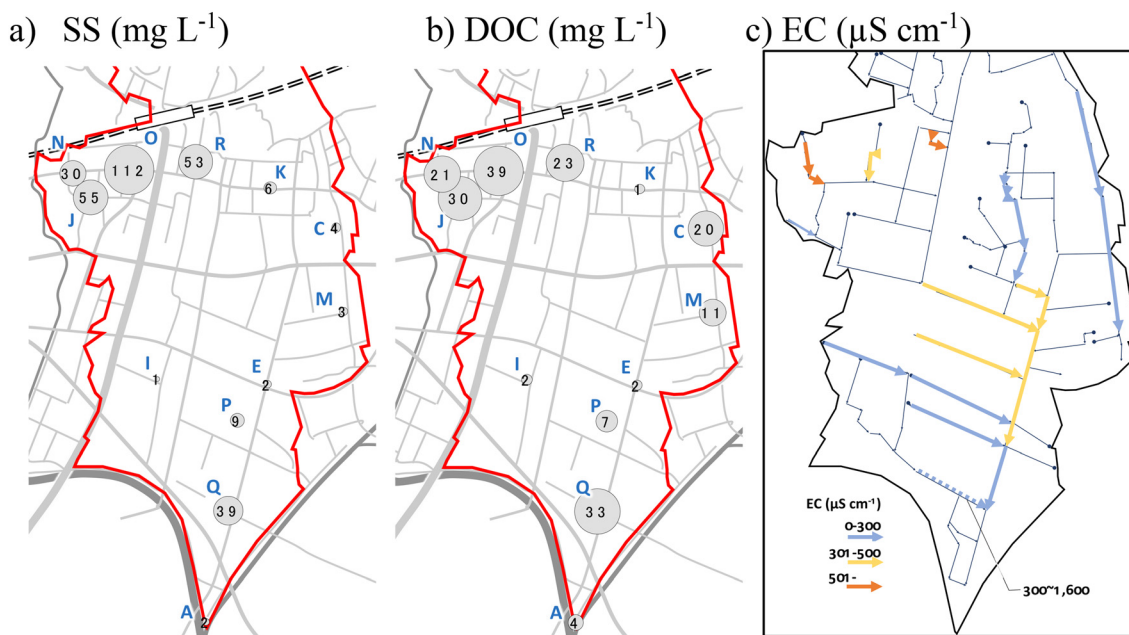 a) SS (mg L⁻¹)
b) DOC (mg L⁻¹)
c) EC (µS cm⁻¹)
N
O
R
30
112
53
K
55
6
J
C
4
M
3
I
E
1
2
P
9
Q
39
A
2
N
O
R
21
39
23
K
30
1
J
C
20
M
11
I
E
2
2
P
7
Q
33
A
4
EC (µS cm⁻¹)
0-300
301-500
501-
300~1,600